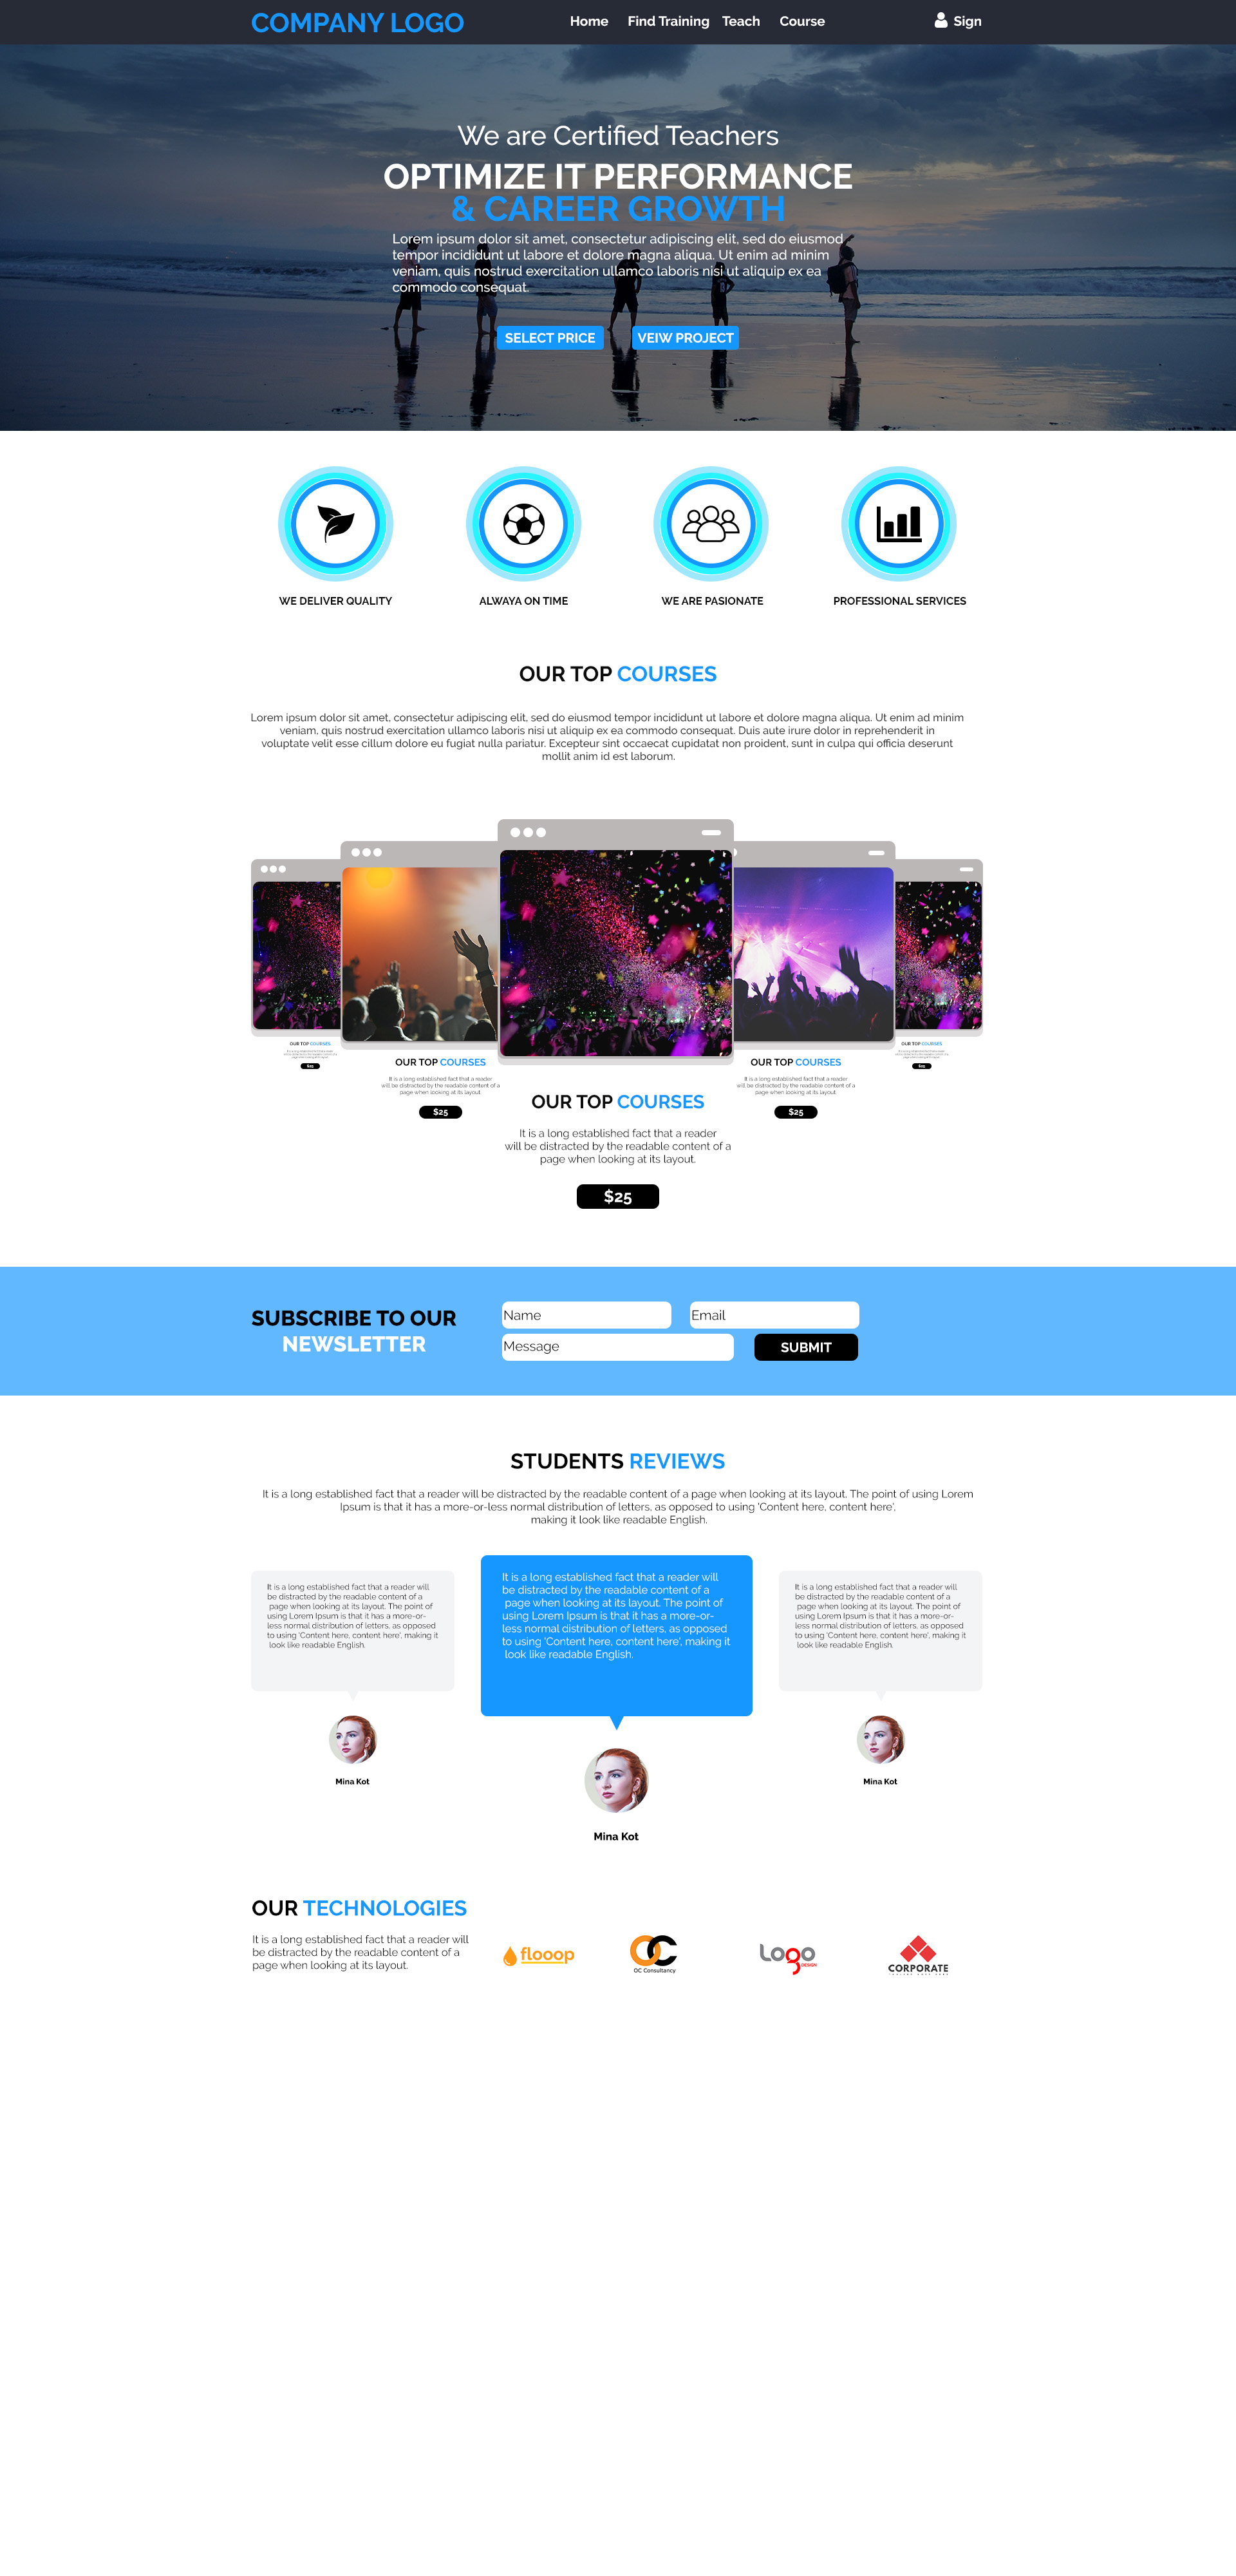 COMPANY LOGO
Home Find Training Teach Course
Sign
We are Certified Teachers
OPTIMIZE IT PERFORMANCE
& CAREER GROWTH
Lorem ipsum dolor sit amet, consectetur adipiscing elit, sed do eiusmod
tempor incididunt ut labore et dolore magna aliqua. Ut enim ad minim
veniam, quis nostrud exercitation ullamco laboris nisi ut aliquip ex ea
commodo consequat.
SELECT PRICE
VEIW PROJECT
WE DELIVER QUALITY
ALWAYA ON TIME
WE ARE PASIONATE
PROFESSIONAL SERVICES
OUR TOP COURSES
Lorem ipsum dolor sit amet, consectetur adipiscing elit, sed do eiusmod tempor incididunt ut labore et dolore magna aliqua. Ut enim ad minim
veniam, quis nostrud exercitation ullamco laboris nisi ut aliquip ex ea commodo consequat. Duis aute irure dolor in reprehenderit in
voluptate velit esse cillum dolore eu fugiat nulla pariatur. Excepteur sint occaecat cupidatat non proident, sunt in culpa qui officia deserunt
mollit anim id est laborum.
OUR TOP COURSES
$25
OUR TOP COURSES
It is a long established fact that a reader
will be distracted by the readable content of a
page when looking at its layout.
$25
OUR TOP COURSES
It is a long established fact that a reader
will be distracted by the readable content of a
page when looking at its layout.
$25
OUR TOP COURSES
It is a long established fact that a reader
will be distracted by the readable content of a
page when looking at its layout.
$25
OUR TOP COURSES
$25
SUBSCRIBE TO OUR
NEWSLETTER
Name
Email
Message
SUBMIT
STUDENTS REVIEWS
It is a long established fact that a reader will be distracted by the readable content of a page when looking at its layout. The point of using Lorem
Ipsum is that it has a more-or-less normal distribution of letters, as opposed to using 'Content here, content here',
making it look like readable English.
It is a long established fact that a reader will
be distracted by the readable content of a
page when looking at its layout. The point of
using Lorem Ipsum is that it has a more-or-
less normal distribution of letters, as opposed
to using 'Content here, content here', making it
look like readable English.
Mina Kot
It is a long established fact that a reader will
be distracted by the readable content of a
page when looking at its layout. The point of
using Lorem Ipsum is that it has a more-or-
less normal distribution of letters, as opposed
to using 'Content here, content here', making it
look like readable English.
Mina Kot
It is a long established fact that a reader will
be distracted by the readable content of a
page when looking at its layout. The point of
using Lorem Ipsum is that it has a more-or-
less normal distribution of letters, as opposed
to using 'Content here, content here', making it
look like readable English.
Mina Kot
OUR TECHNOLOGIES
It is a long established fact that a reader will
be distracted by the readable content of a
page when looking at its layout.
flooop
OC
OC Consultancy
Logo
DESIGN
CORPORATE